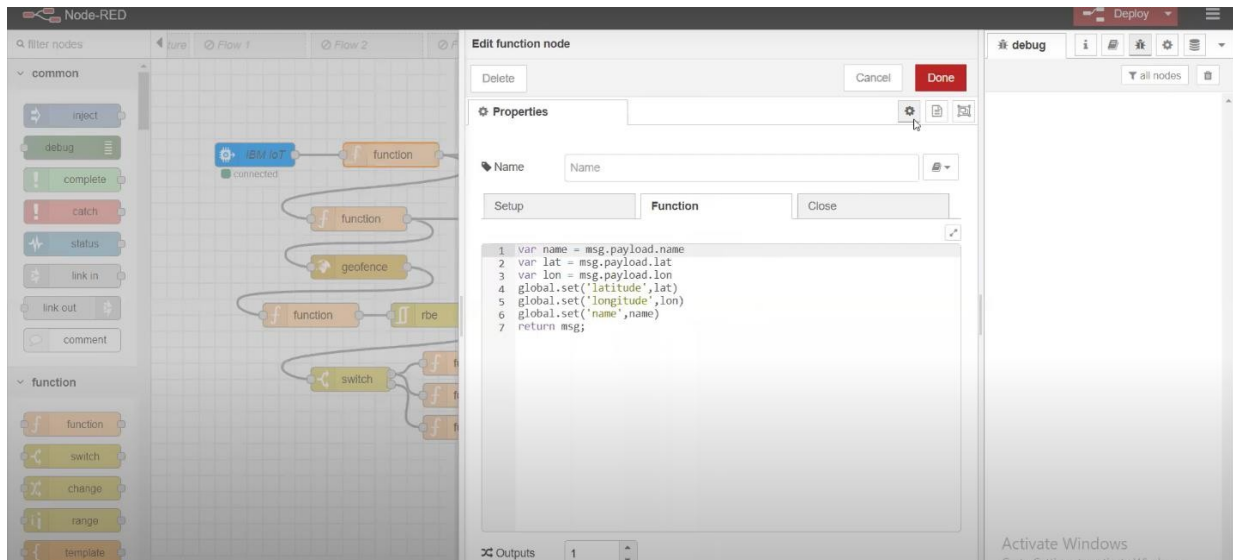 Node-RED
Deploy
filter nodes
common
inject
debug
complete
catch
status
link in
link out
comment
function
function
switch
change
range
template
Flow 1
Flow 2
IBM IoT
connected
function
function
geofence
function
rbe
switch
Edit function node
Delete
Cancel
Done
Properties
Name
Name
Setup
Function
Close
1 var name = msg.payload.name
2 var lat = msg.payload.lat
3 var lon = msg.payload.lon
4 global.set('latitude',lat)
5 global.set('longitude',lon)
6 global.set('name',name)
7 return msg;
Outputs
1
debug
i
all nodes
Activate Windows